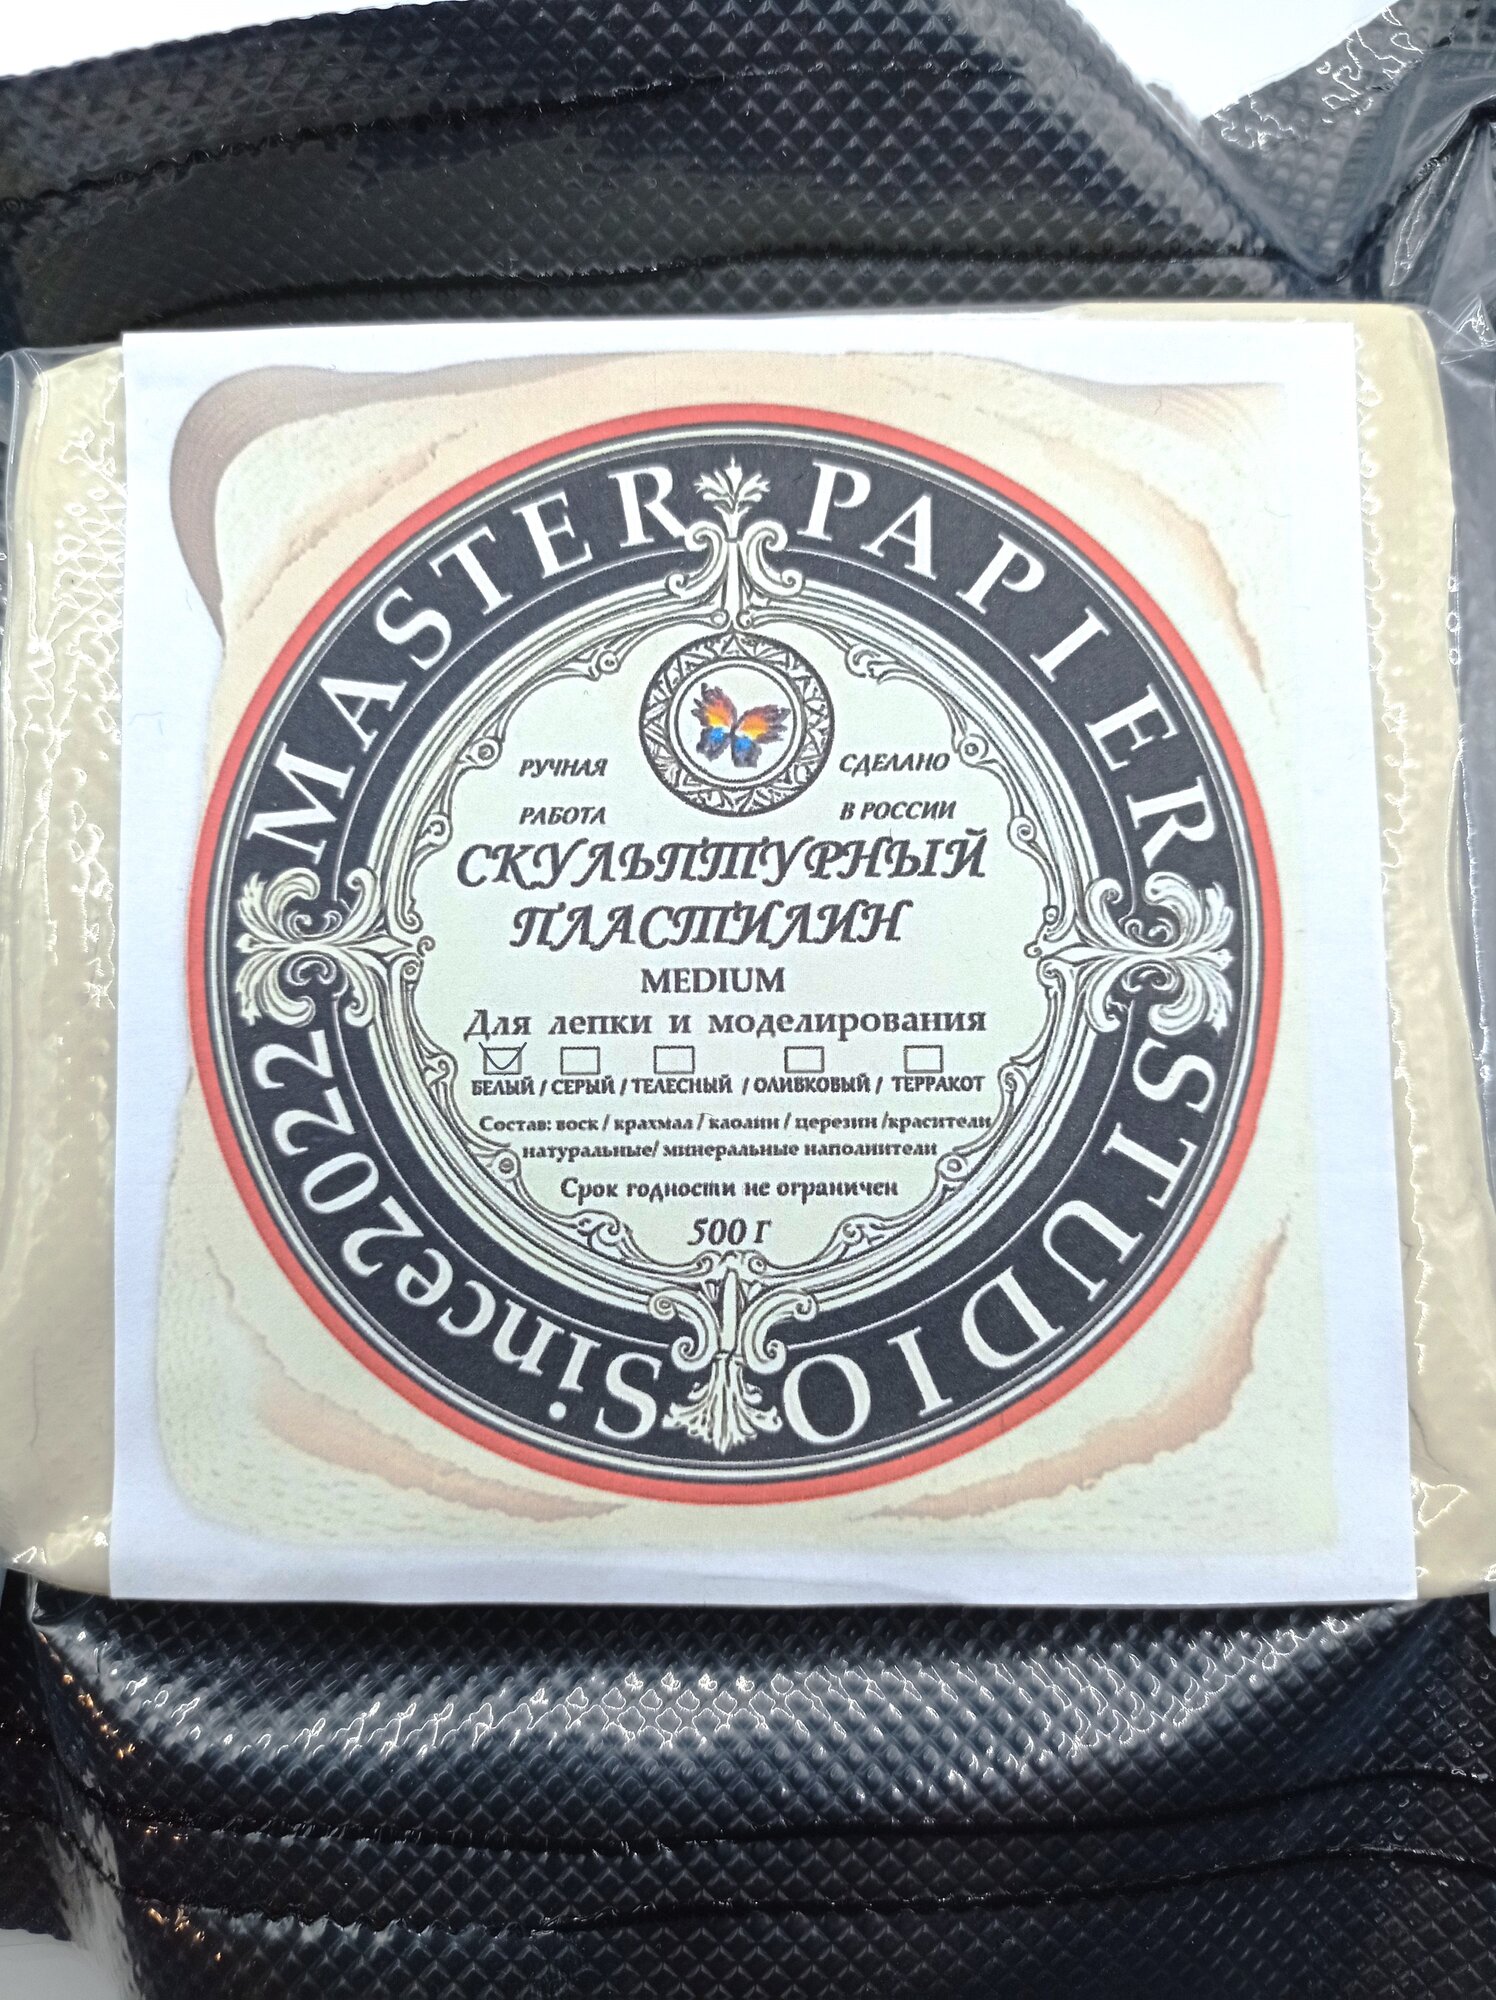 MASTER PAPIER STUDIO
Since2022
РУЧНАЯ
РАБОТА
СДЕЛАНО
В РОССИИ
СКУЛЬПТУРНЫЙ
ПЛАСТИЛИН
MEDIUM
Для лепки и моделирования
БЕЛЫЙ / СЕРЫЙ / ТЕЛЕСНЫЙ / ОЛИВКОВЫЙ / ТЕРРАКОТ
Состав: воск / крахмал / каолин / церезин /красители
натуральные/ минеральные наполнители
Срок годности не ограничен
500 г